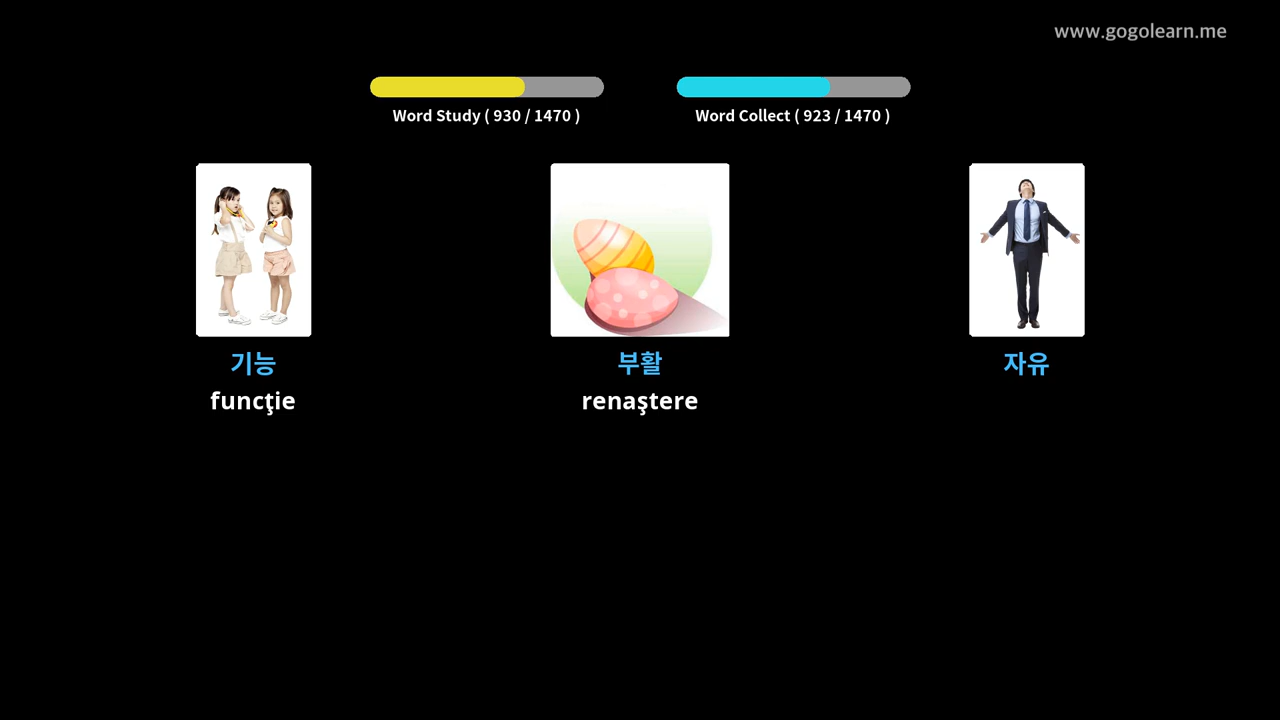 www.gogolearn.me
Word Study ( 930 / 1470 )
Word Collect ( 923 / 1470 )
기능
부활
자유
funcţie
renaştere